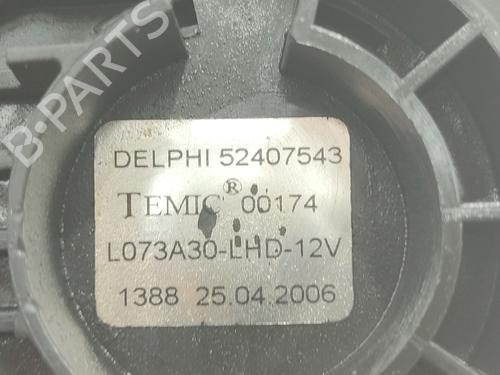 B-PARTS
DELPHI 52407543
TEMIC® 00174
L073A30-LHD-12V
1388 25.04.2006